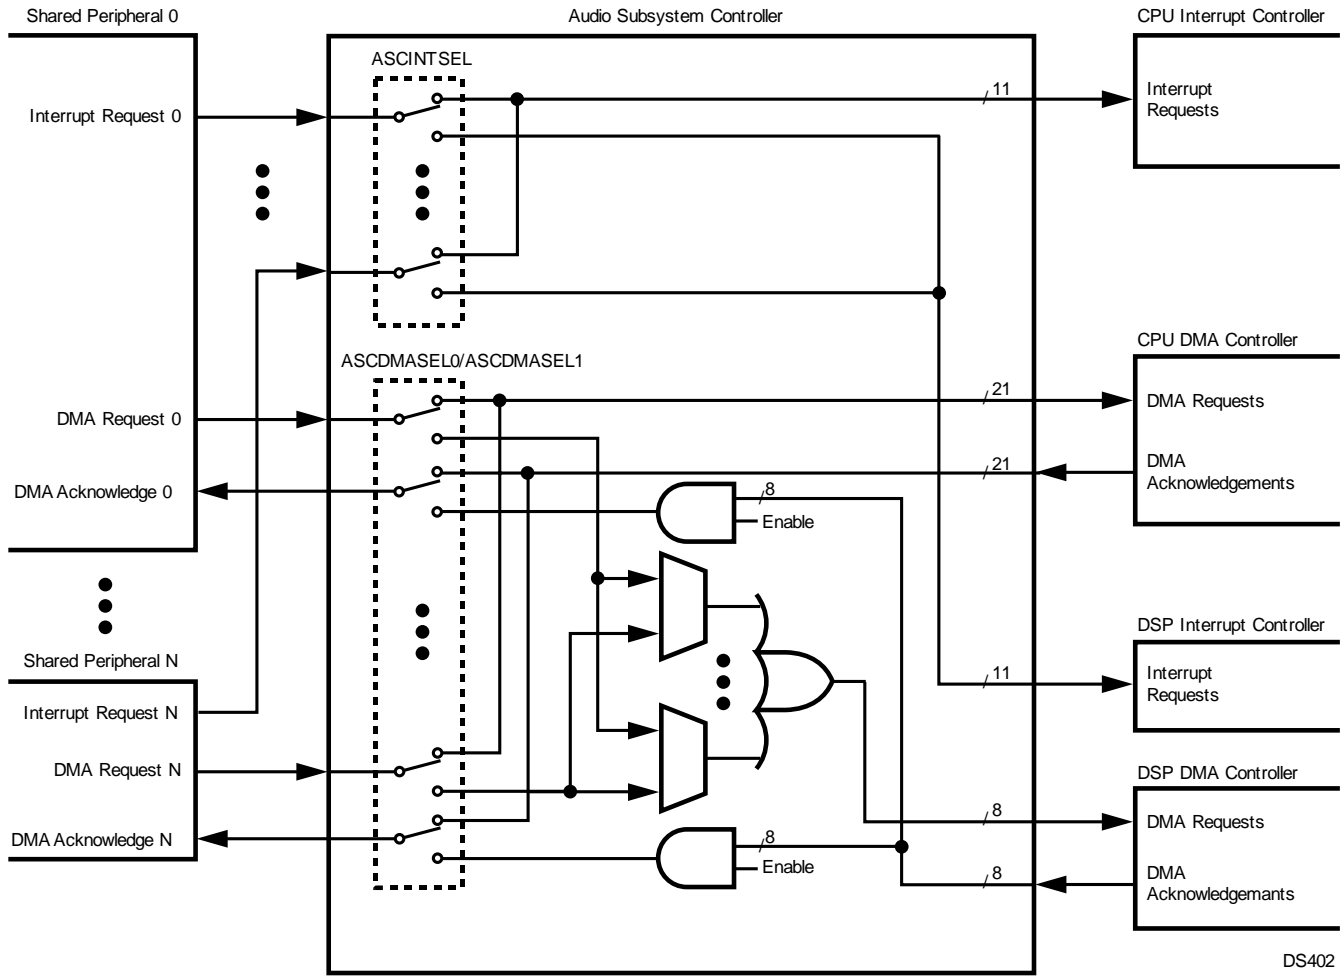 Shared Peripheral 0
Audio Subsystem Controller
CPU Interrupt Controller
ASCINTSEL
Interrupt Request 0
11
Interrupt
Requests
CPU DMA Controller
ASCDMASEL0/ASCDMASEL1
DMA Request 0
21
DMA Requests
DMA Acknowledge 0
21
DMA
Acknowledgements
8
Enable
DSP Interrupt Controller
Shared Peripheral N
11
Interrupt
Requests
Interrupt Request N
DMA Request N
DSP DMA Controller
8
DMA Requests
DMA Acknowledge N
8
Enable
8
DMA
Acknowledgemants
DS402